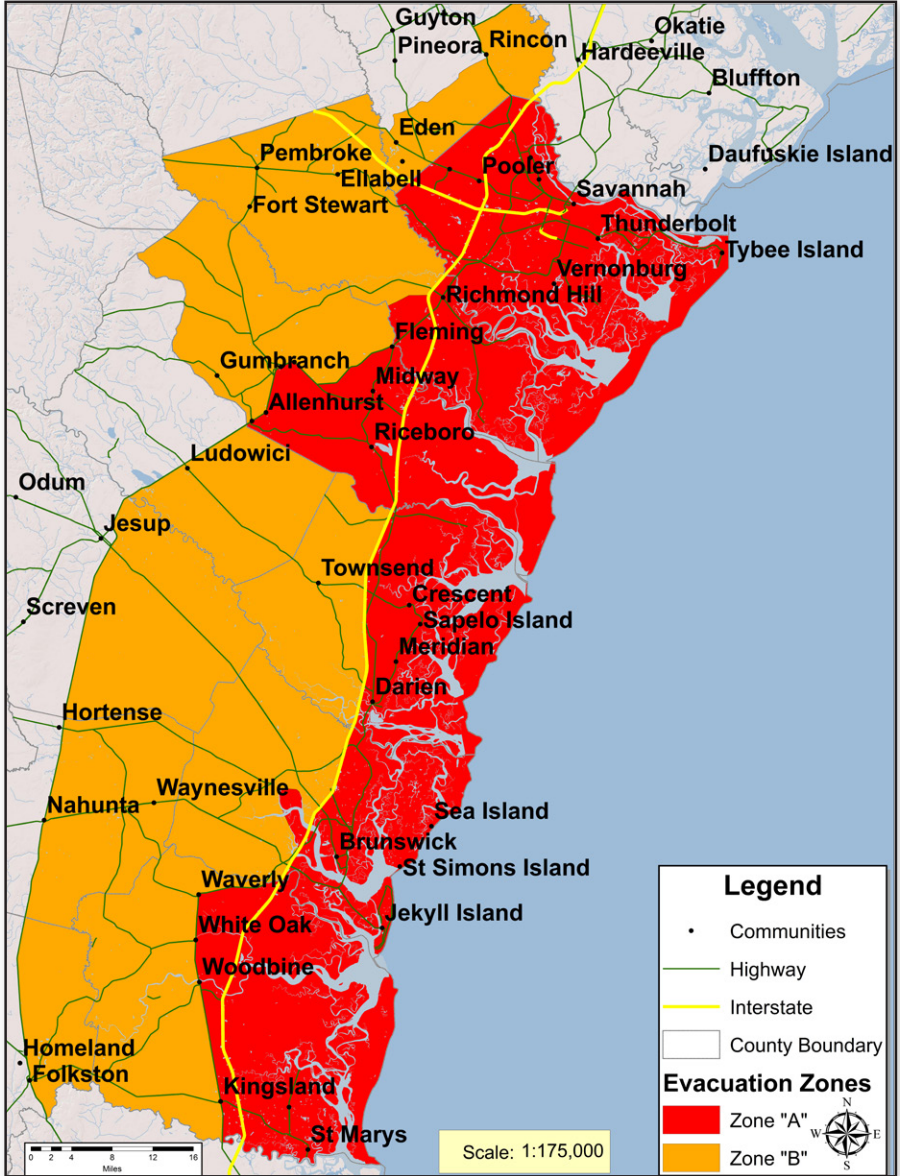 Guyton
Pineora
Rincon
Okatie
Hardeeville
Bluffton
Eden
Pembroke
Ellabell
Pooler
Daufuskie Island
Fort Stewart
Savannah
Thunderbolt
Tybee Island
Vernonburg
Richmond Hill
Fleming
Gumbranch
Midway
Allenhurst
Riceboro
Ludowici
Odum
Jesup
Townsend
Crescent
Screven
Sapelo Island
Meridian
Darien
Hortense
Waynesville
Nahunta
Sea Island
Brunswick
St Simons Island
Waverly
Jekyll Island
White Oak
Woodbine
Homeland
Folkston
Kingsland
St Marys
0 2 4 8 12 16
Miles
Scale: 1:175,000
Legend
Communities
Highway
Interstate
County Boundary
Evacuation Zones
Zone "A"
Zone "B"
N
W E
S